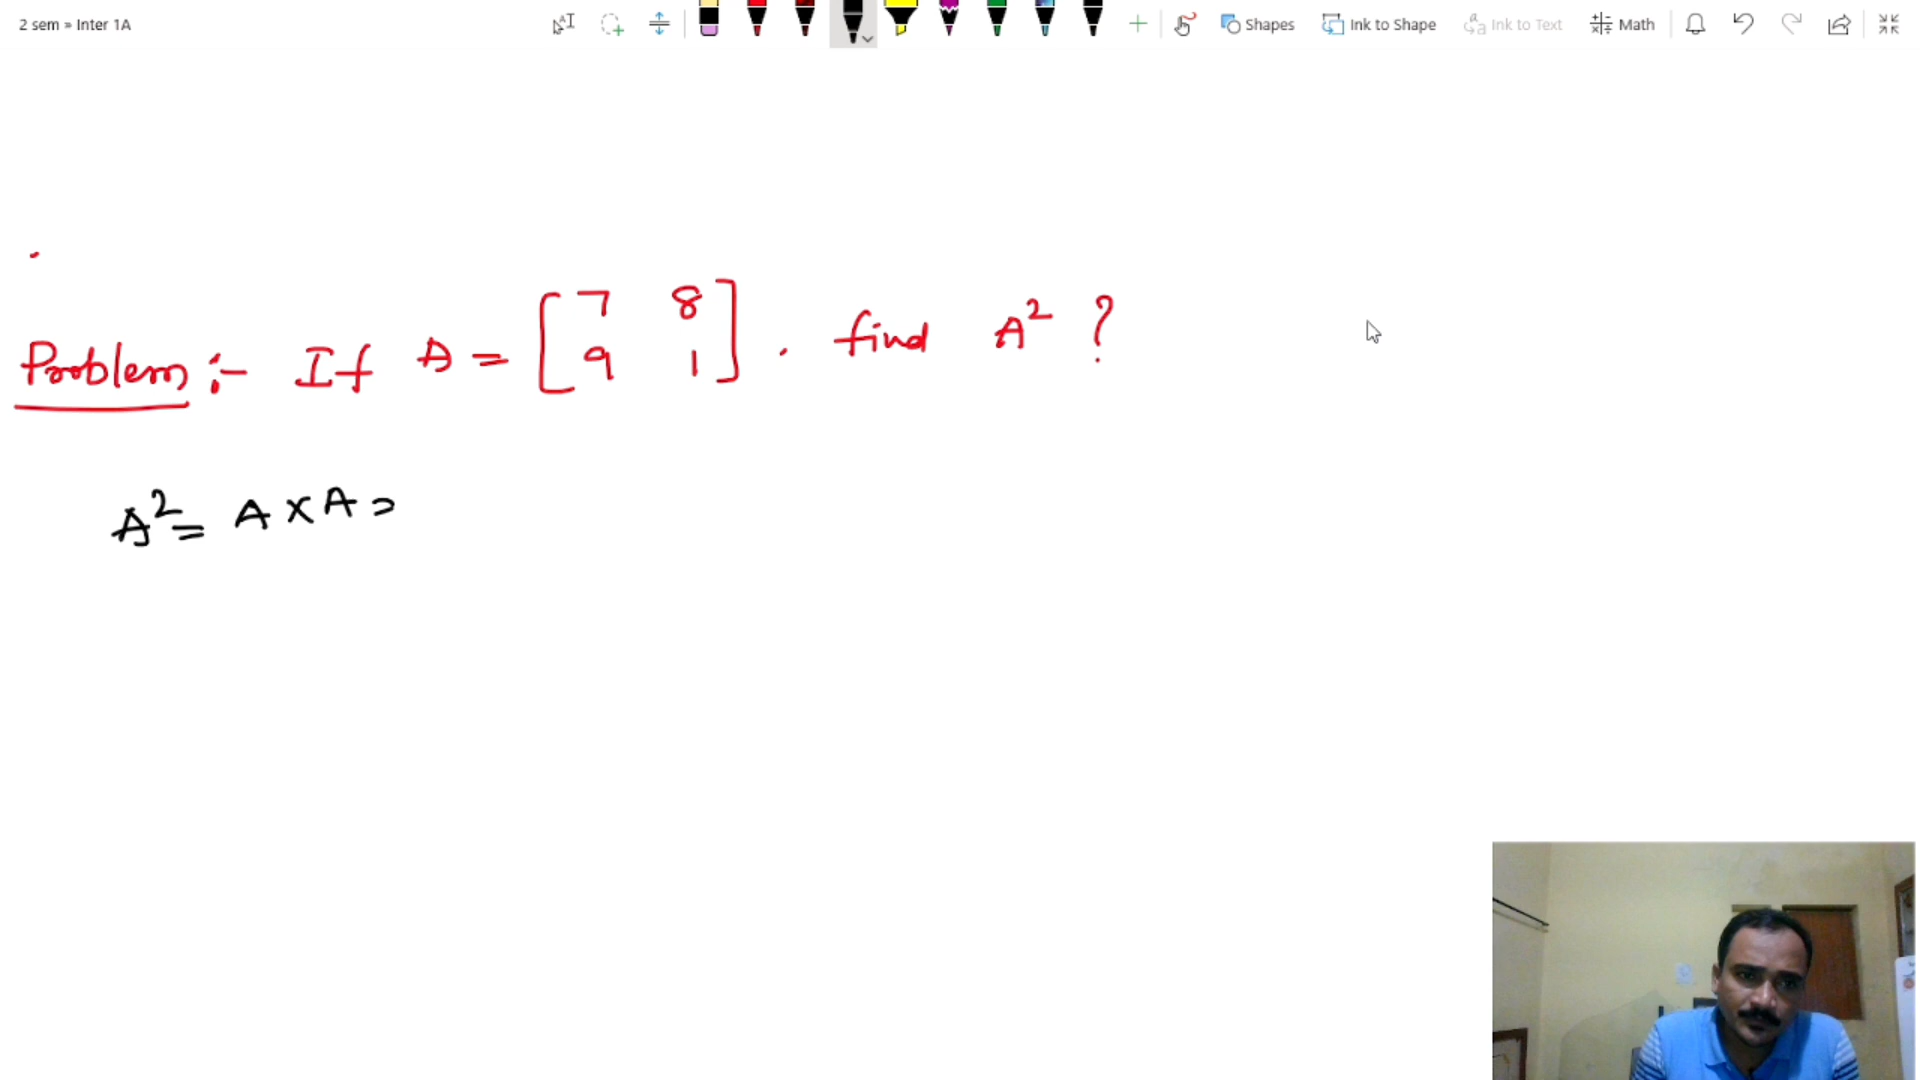 2 sem » Inter 1A
Shapes Ink to Shape Ink to Text Math
Problem :- If A = [ 7 8
9 1 ] . find A² ?
A² = A x A =